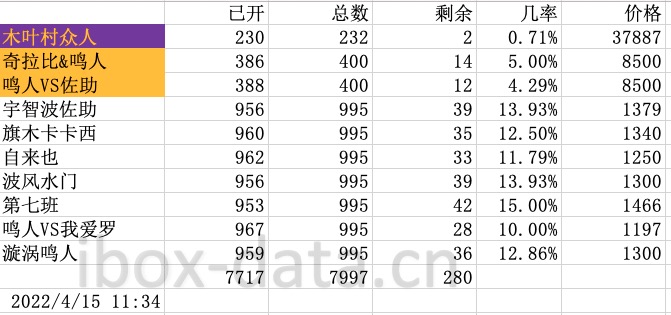 已开 总数 剩余 几率 价格
木叶村众人 230 232 2 0.71% 37887
奇拉比&鸣人 386 400 14 5.00% 8500
鸣人VS佐助 388 400 12 4.29% 8500
宇智波佐助 956 995 39 13.93% 1379
旗木卡卡西 960 995 35 12.50% 1340
自来也 962 995 33 11.79% 1250
波风水门 956 995 39 13.93% 1300
第七班 953 995 42 15.00% 1466
鸣人VS我爱罗 967 995 28 10.00% 1197
漩涡鸣人 959 995 36 12.86% 1300
7717 7997 280
ibox-data.cn
2022/4/15 11:34